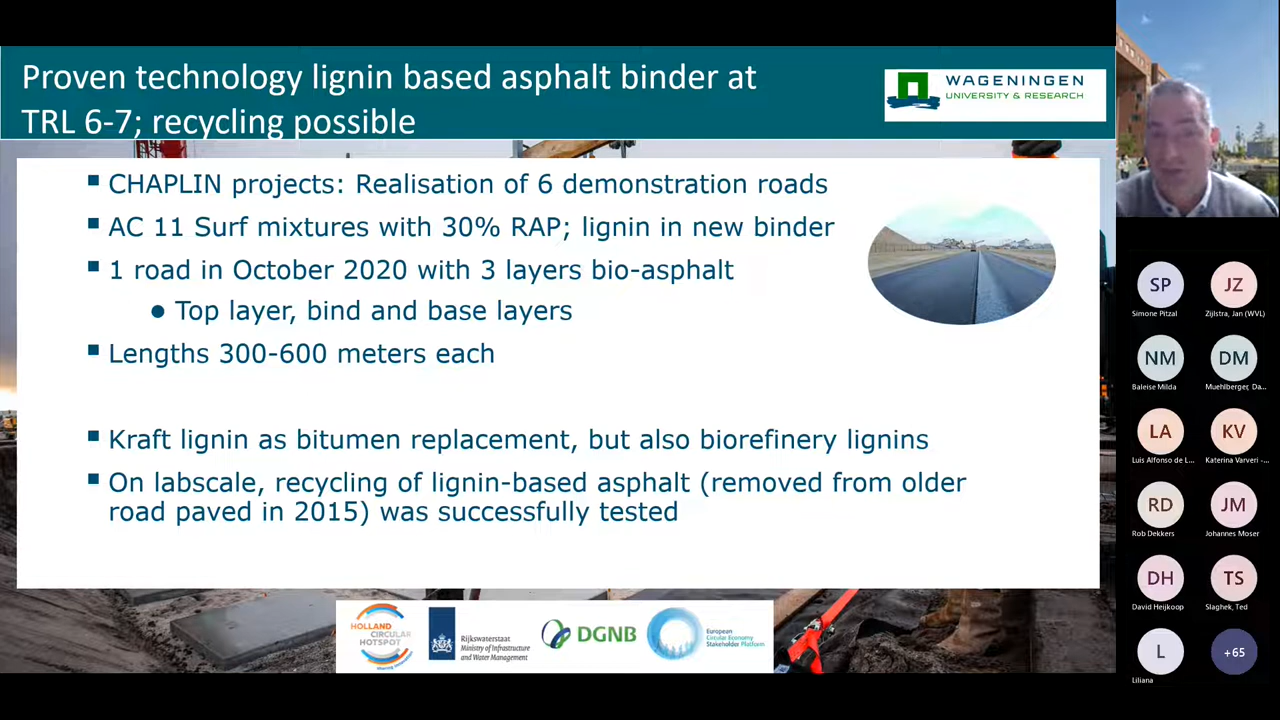 Proven technology lignin based asphalt binder at
TRL 6-7; recycling possible
WAGENINGEN
UNIVERSITY & RESEARCH
CHAPLIN projects: Realisation of 6 demonstration roads
AC 11 Surf mixtures with 30% RAP; lignin in new binder
1 road in October 2020 with 3 layers bio-asphalt
Top layer, bind and base layers
Lengths 300-600 meters each
Kraft lignin as bitumen replacement, but also biorefinery lignins
On labscale, recycling of lignin-based asphalt (removed from older
road paved in 2015) was successfully tested
HOLLAND
CIRCULAR
HOTSPOT
Rijkswaterstaat
Ministry of Infrastructure
and Water Management
DGNB
European
Circular Economy
Stakeholder Platform
SP
Simone Pitzal
JZ
Zijlstra, Jan (WVL)
NM
Baleise Milda
DM
Muehlberger, Da...
LA
Luis Alfonso de L...
KV
Katerina Varveri -...
RD
Rob Dekkers
JM
Johannes Moser
DH
David Heijkoop
TS
Slaghek, Ted
L
Liliana
+65